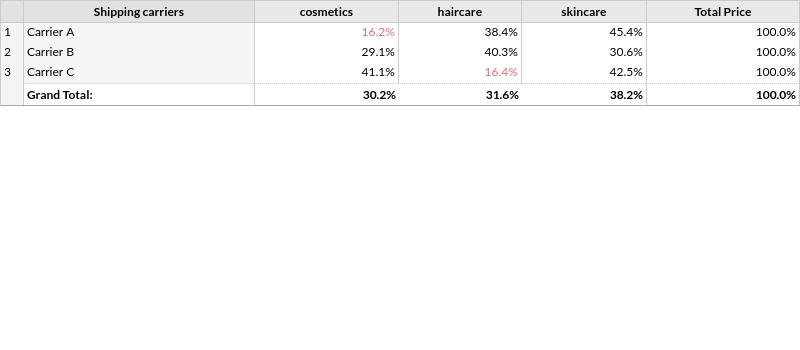 Shipping carriers cosmetics haircare skincare Total Price
1 Carrier A 16.2% 38.4% 45.4% 100.0%
2 Carrier B 29.1% 40.3% 30.6% 100.0%
3 Carrier C 41.1% 16.4% 42.5% 100.0%
Grand Total: 30.2% 31.6% 38.2% 100.0%